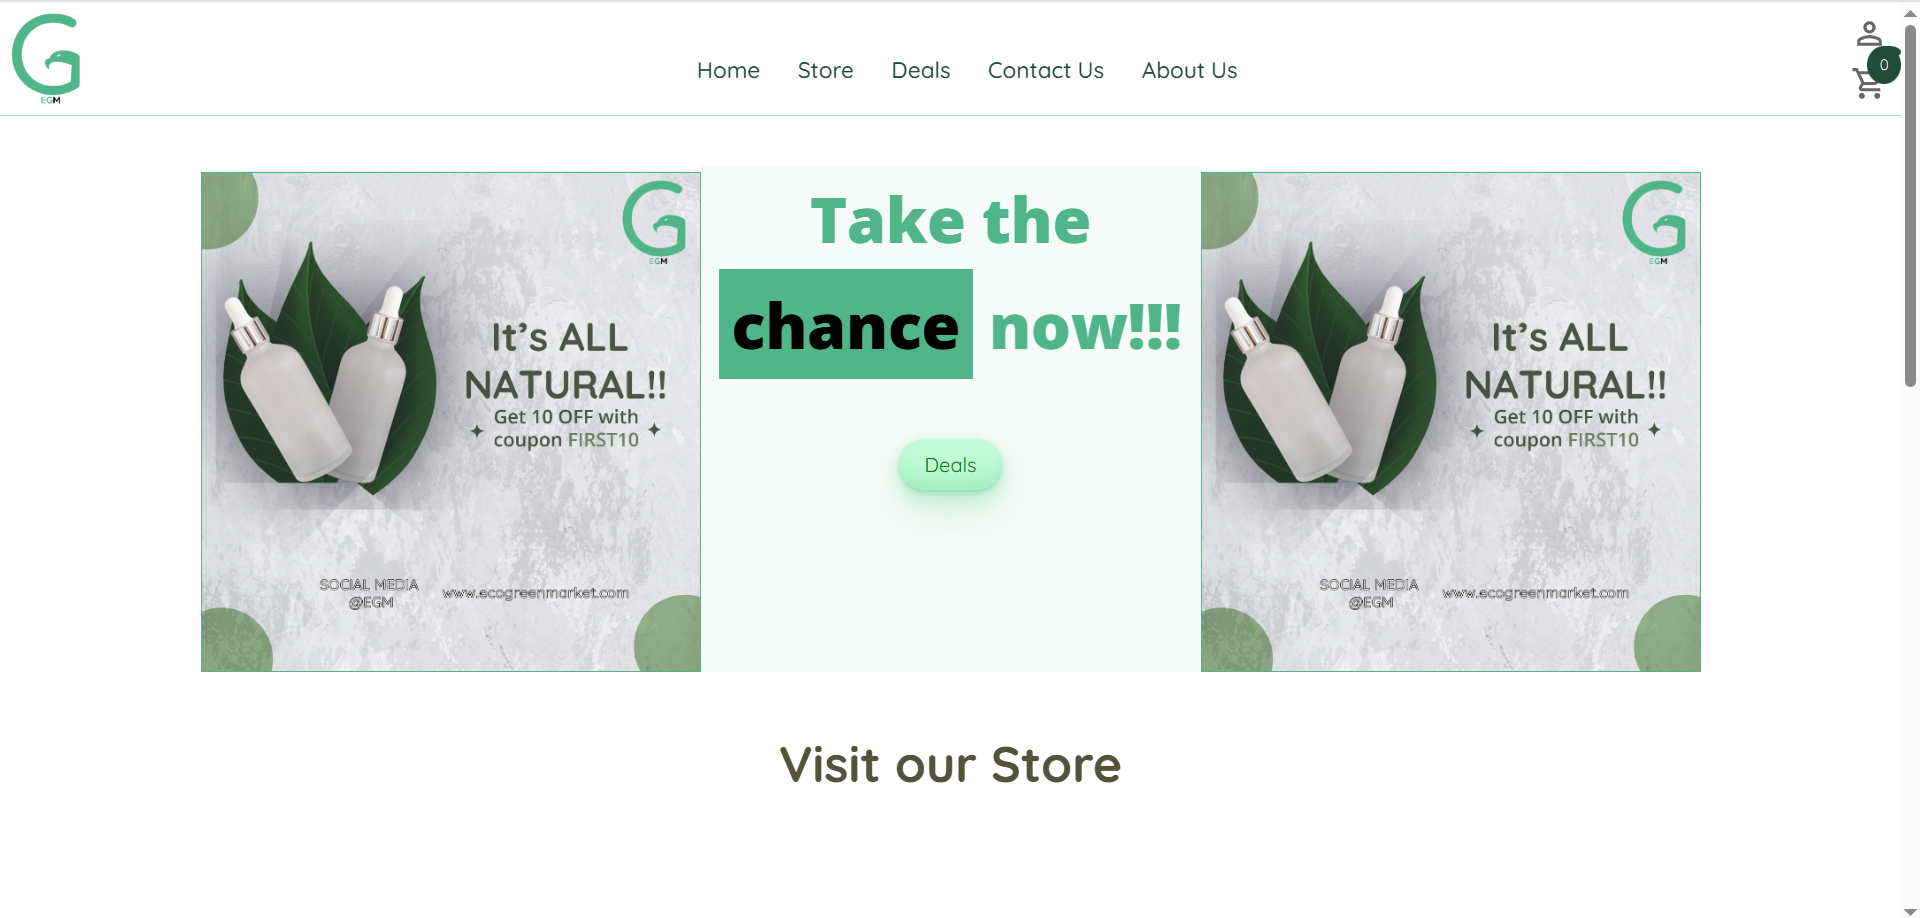 EGM
Home Store Deals Contact Us About Us
0
EGM
It's ALL
NATURAL!!
Get 10 OFF with
coupon FIRST10
SOCIAL MEDIA
@EGM
www.ecogreenmarket.com
Take the
chance now!!!
Deals
EGM
It's ALL
NATURAL!!
Get 10 OFF with
coupon FIRST10
SOCIAL MEDIA
@EGM
www.ecogreenmarket.com
Visit our Store